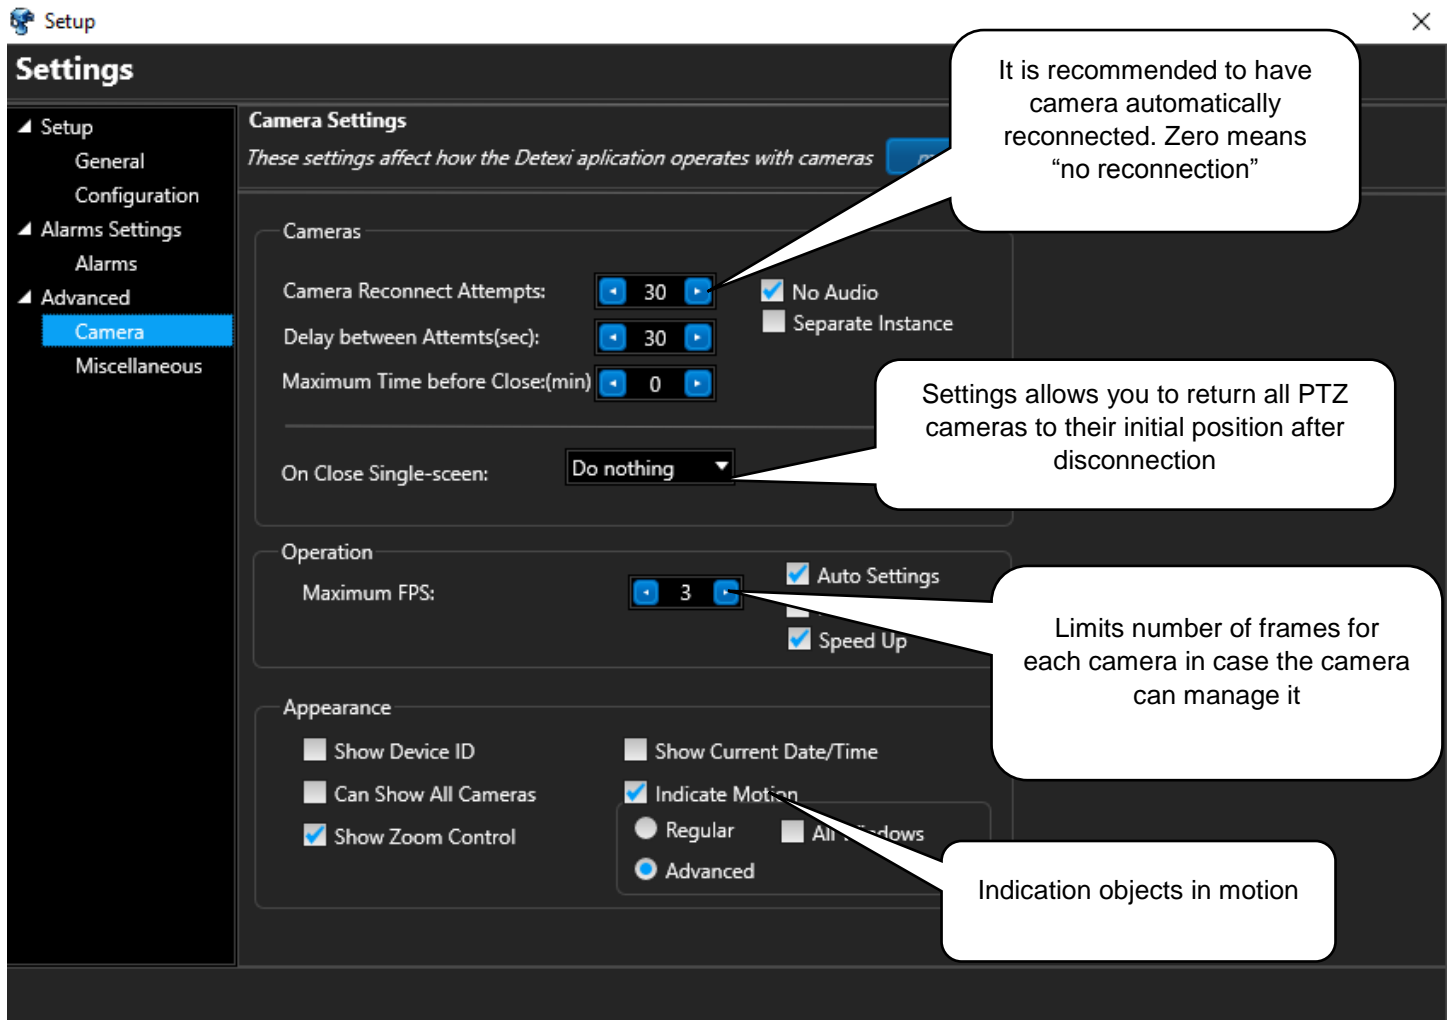 Setup
Settings
Setup
General
Configuration
Alarms Settings
Alarms
Advanced
Camera
Miscellaneous
Camera Settings
These settings affect how the Detexi aplication operates with cameras
It is recommended to have
camera automatically
reconnected. Zero means
“no reconnection”
Cameras
Camera Reconnect Attempts:
30
No Audio
Delay between Attemts(sec):
30
Separate Instance
Maximum Time before Close:(min)
0
On Close Single-sceen:
Do nothing
Settings allows you to return all PTZ
cameras to their initial position after
disconnection
Operation
Maximum FPS:
3
Auto Settings
Speed Up
Limits number of frames for
each camera in case the camera
can manage it
Appearance
Show Device ID
Show Current Date/Time
Can Show All Cameras
Indicate Motion
Show Zoom Control
Regular
All Windows
Advanced
Indication objects in motion